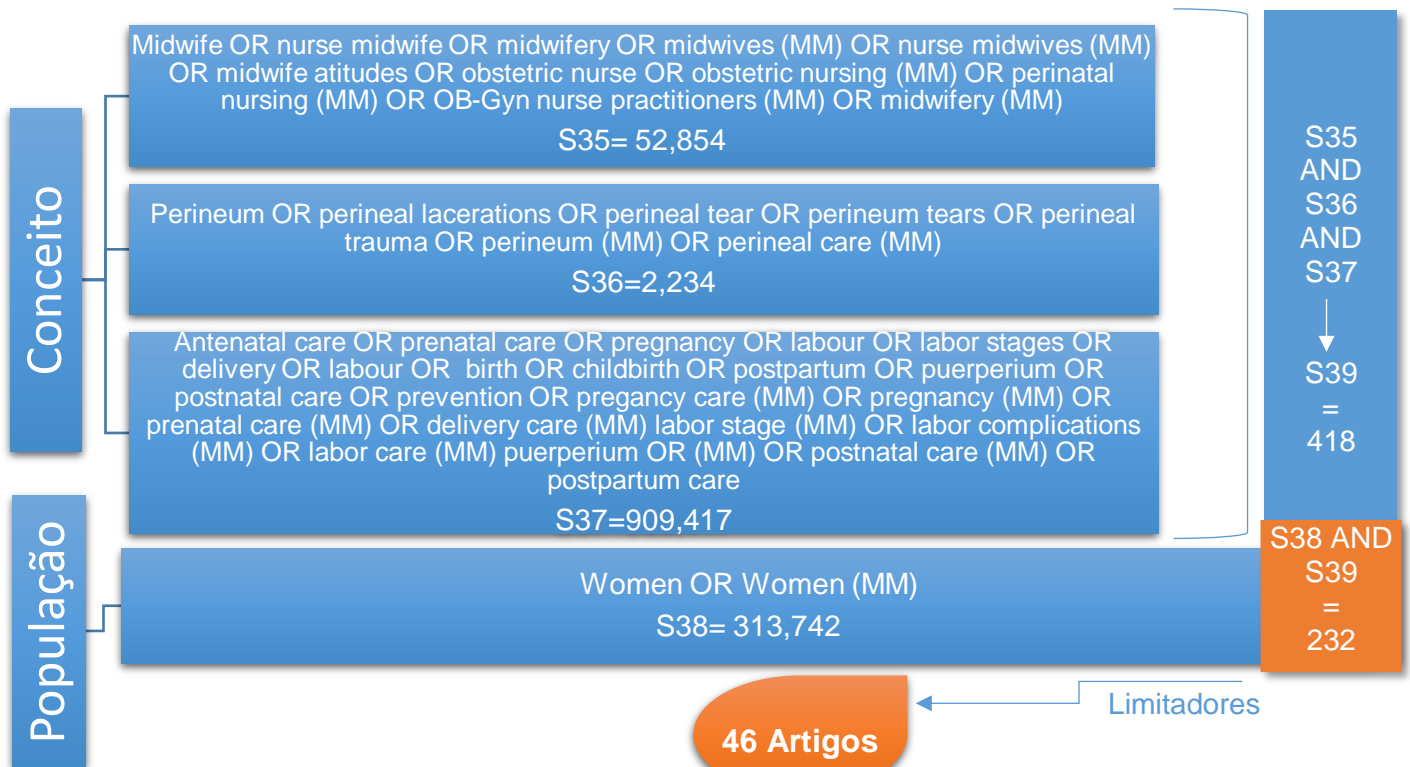 Conceito
Midwife OR nurse midwife OR midwifery OR midwives (MM) OR nurse midwives (MM)
OR midwife atitudes OR obstetric nurse OR obstetric nursing (MM) OR perinatal
nursing (MM) OR OB-Gyn nurse practitioners (MM) OR midwifery (MM)
S35= 52,854
Perineum OR perineal lacerations OR perineal tear OR perineum tears OR perineal
trauma OR perineum (MM) OR perineal care (MM)
S36=2,234
Antenatal care OR prenatal care OR pregnancy OR labour OR labor stages OR
delivery OR labour OR birth OR childbirth OR postpartum OR puerperium OR
postnatal care OR prevention OR pregancy care (MM) OR pregnancy (MM) OR
prenatal care (MM) OR delivery care (MM) labor stage (MM) OR labor complications
(MM) OR labor care (MM) puerperium OR (MM) OR postnatal care (MM) OR
postpartum care
S37=909,417
S35
AND
S36
AND
S37
S39
=
418
População
Women OR Women (MM)
S38= 313,742
S38 AND
S39
=
232
Limitadores
46 Artigos